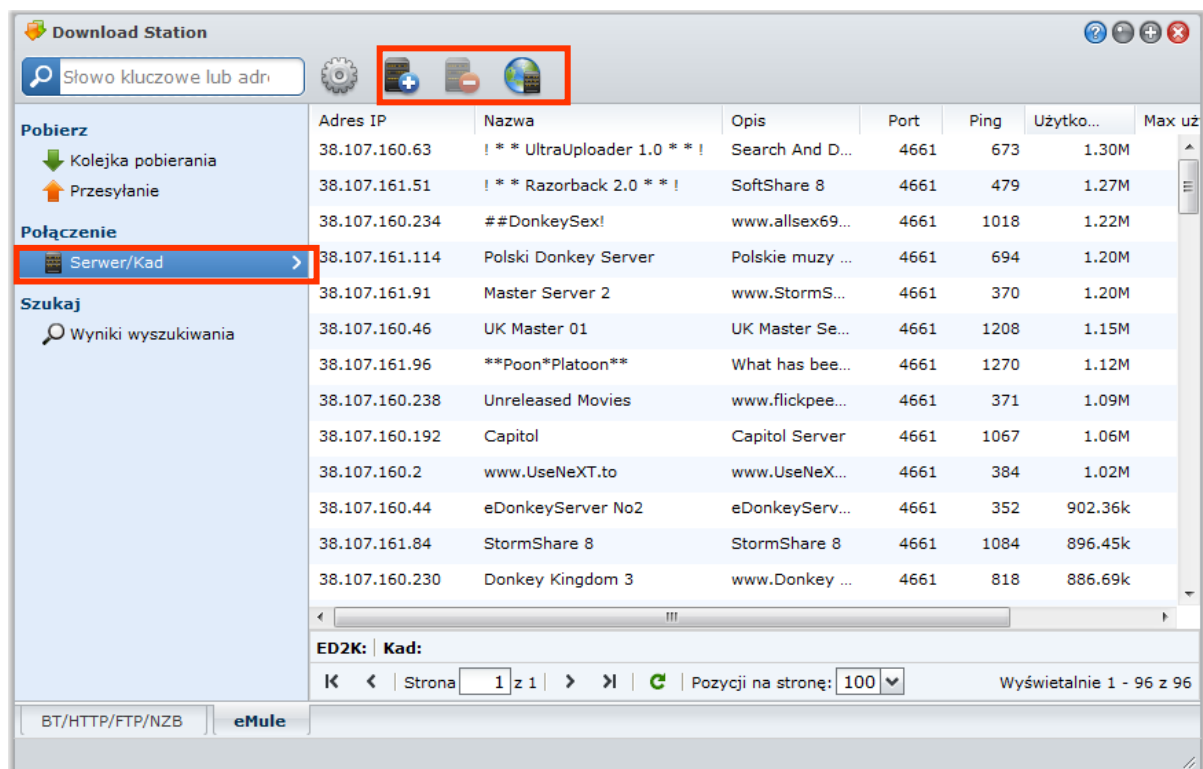 Download Station
Słowo kluczowe lub adr
Pobierz
Kolejka pobierania
Przesyłanie
Połączenie
Serwer/Kad
Szukaj
Wyniki wyszukiwania
Adres IP Nazwa Opis Port Ping Użytko... Max uż
38.107.160.63 ! * * UltraUploader 1.0 * * ! Search And D... 4661 673 1.30M
38.107.161.51 ! * * Razorback 2.0 * * ! SoftShare 8 4661 479 1.27M
38.107.160.234 ##DonkeySex! www.allsex69... 4661 1018 1.22M
38.107.161.114 Polski Donkey Server Polskie muzy ... 4661 694 1.20M
38.107.161.91 Master Server 2 www.StormS... 4661 370 1.20M
38.107.160.46 UK Master 01 UK Master Se... 4661 1208 1.15M
38.107.161.96 **Poon*Platoon** What has bee... 4661 1270 1.12M
38.107.160.238 Unreleased Movies www.flickpee... 4661 371 1.09M
38.107.160.192 Capitol Capitol Server 4661 1067 1.06M
38.107.160.2 www.UseNeXT.to www.UseNeX... 4661 384 1.02M
38.107.160.44 eDonkeyServer No2 eDonkeyServ... 4661 352 902.36k
38.107.161.84 StormShare 8 StormShare 8 4661 1084 896.45k
38.107.160.230 Donkey Kingdom 3 www.Donkey ... 4661 818 886.69k
ED2K: Kad:
Strona 1 z 1 Pozycji na stronę: 100 Wyświetalnie 1 - 96 z 96
BT/HTTP/FTP/NZB eMule